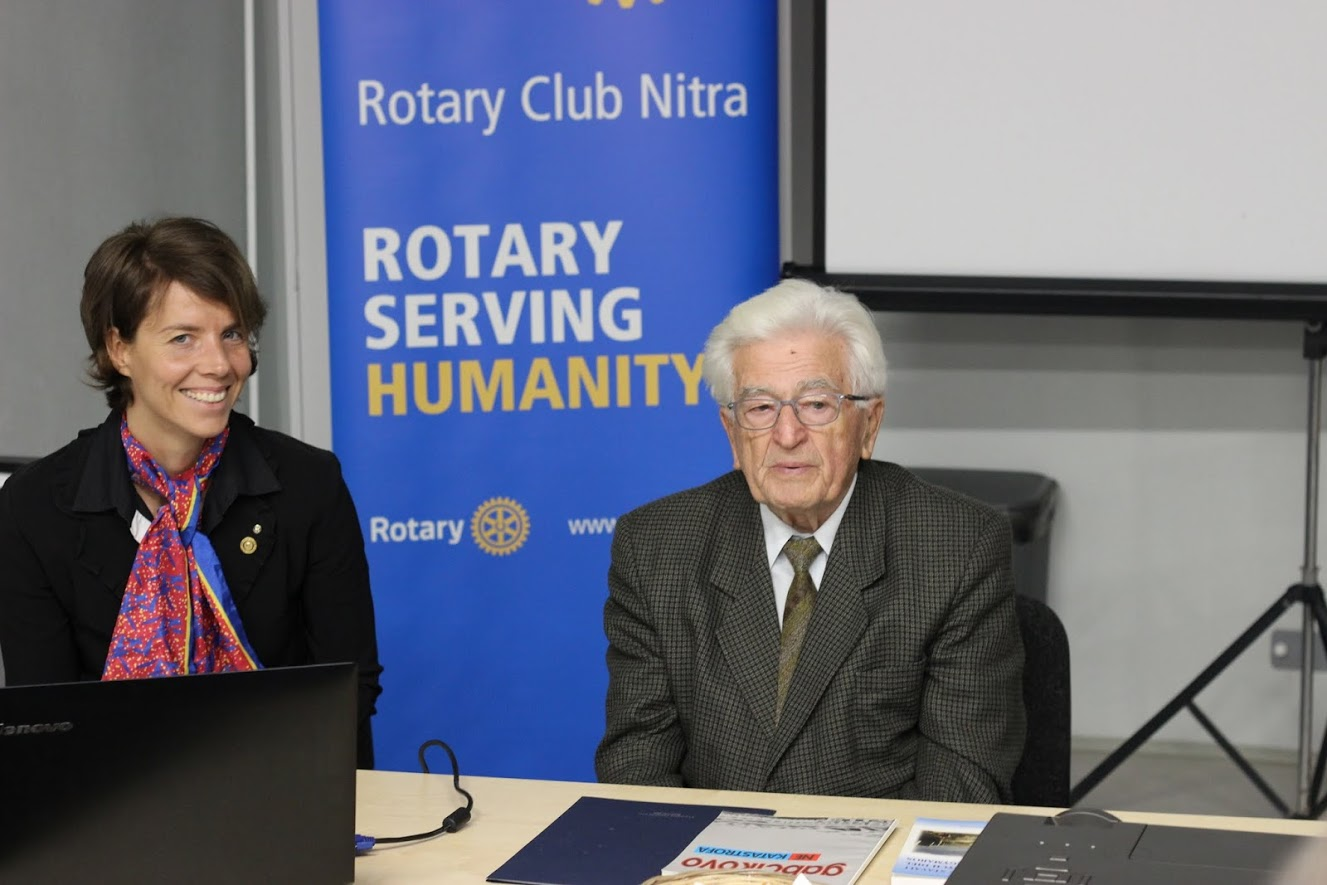 Rotary Club Nitra
ROTARY
SERVING
HUMANITY
Rotary
www.
lenovo
gabčíkovo
NE KATASTROFA